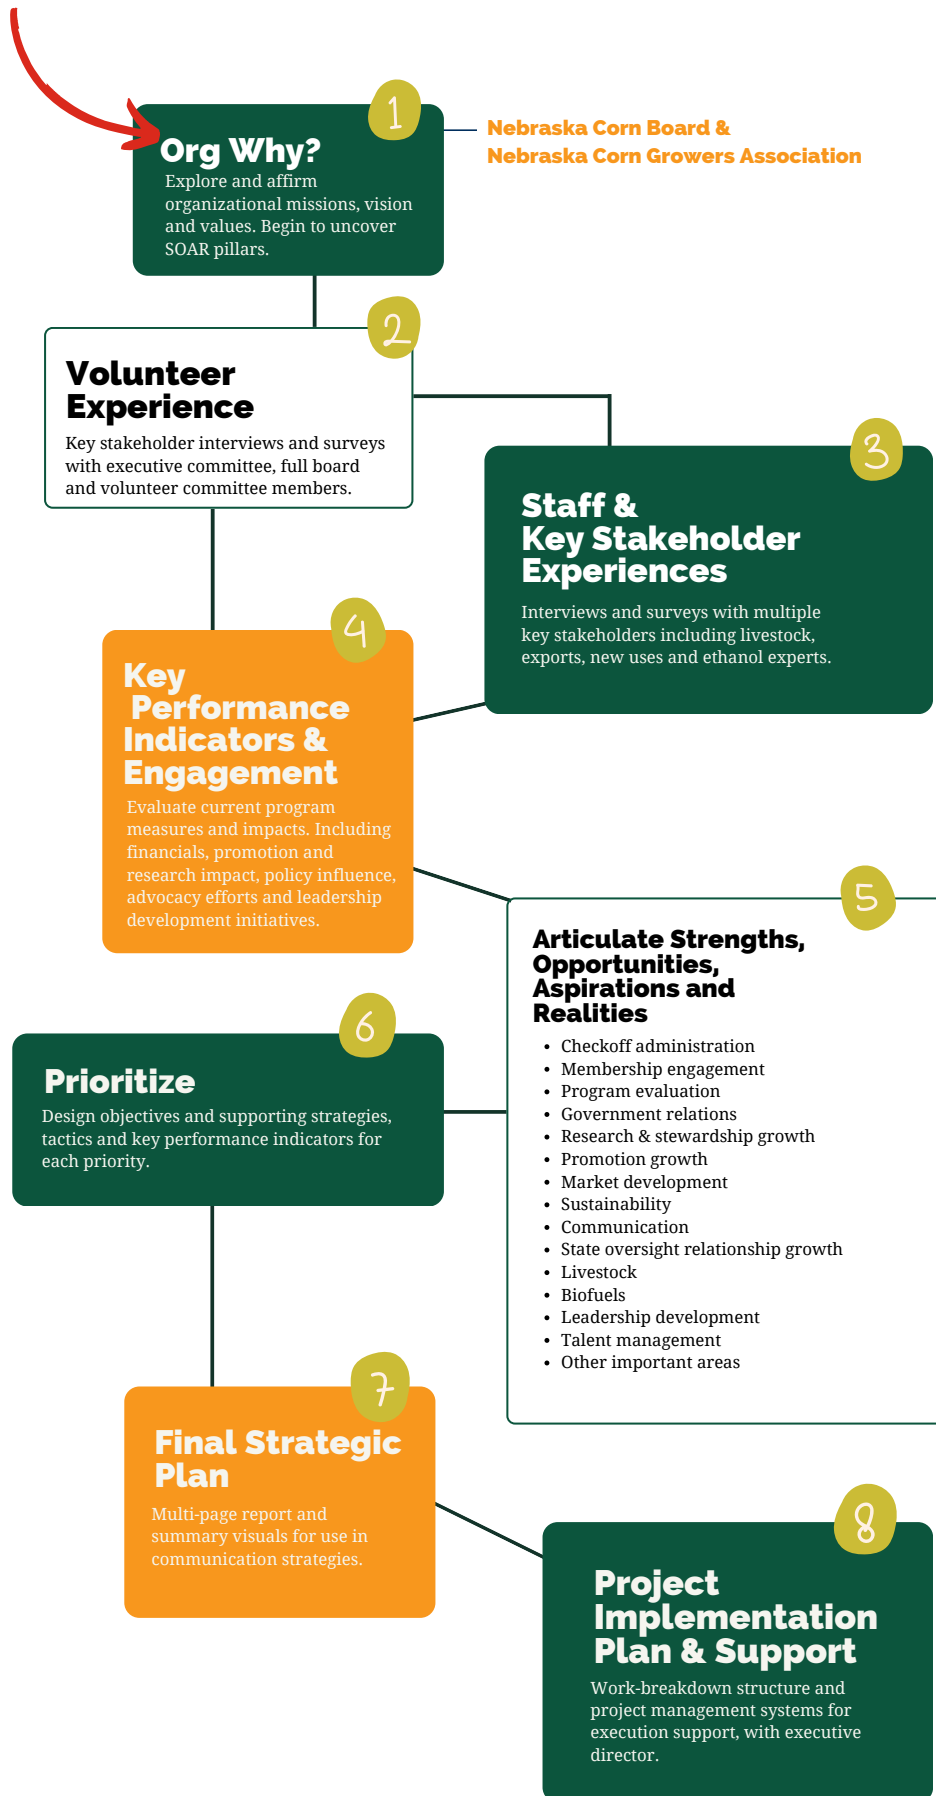 1
Org Why?
Explore and affirm
organizational missions, vision
and values. Begin to uncover
SOAR pillars.
Nebraska Corn Board &
Nebraska Corn Growers Association
2
Volunteer
Experience
Key stakeholder interviews and surveys
with executive committee, full board
and volunteer committee members.
3
Staff &
Key Stakeholder
Experiences
Interviews and surveys with multiple
key stakeholders including livestock,
exports, new uses and ethanol experts.
4
Key
Performance
Indicators &
Engagement
Evaluate current program
measures and impacts. Including
financials, promotion and
research impact, policy influence,
advocacy efforts and leadership
development initiatives.
5
Articulate Strengths,
Opportunities,
Aspirations and
Realities
• Checkoff administration
• Membership engagement
• Program evaluation
• Government relations
• Research & stewardship growth
• Promotion growth
• Market development
• Sustainability
• Communication
• State oversight relationship growth
• Livestock
• Biofuels
• Leadership development
• Talent management
• Other important areas
6
Prioritize
Design objectives and supporting strategies,
tactics and key performance indicators for
each priority.
7
Final Strategic
Plan
Multi-page report and
summary visuals for use in
communication strategies.
8
Project
Implementation
Plan & Support
Work-breakdown structure and
project management systems for
execution support, with executive
director.